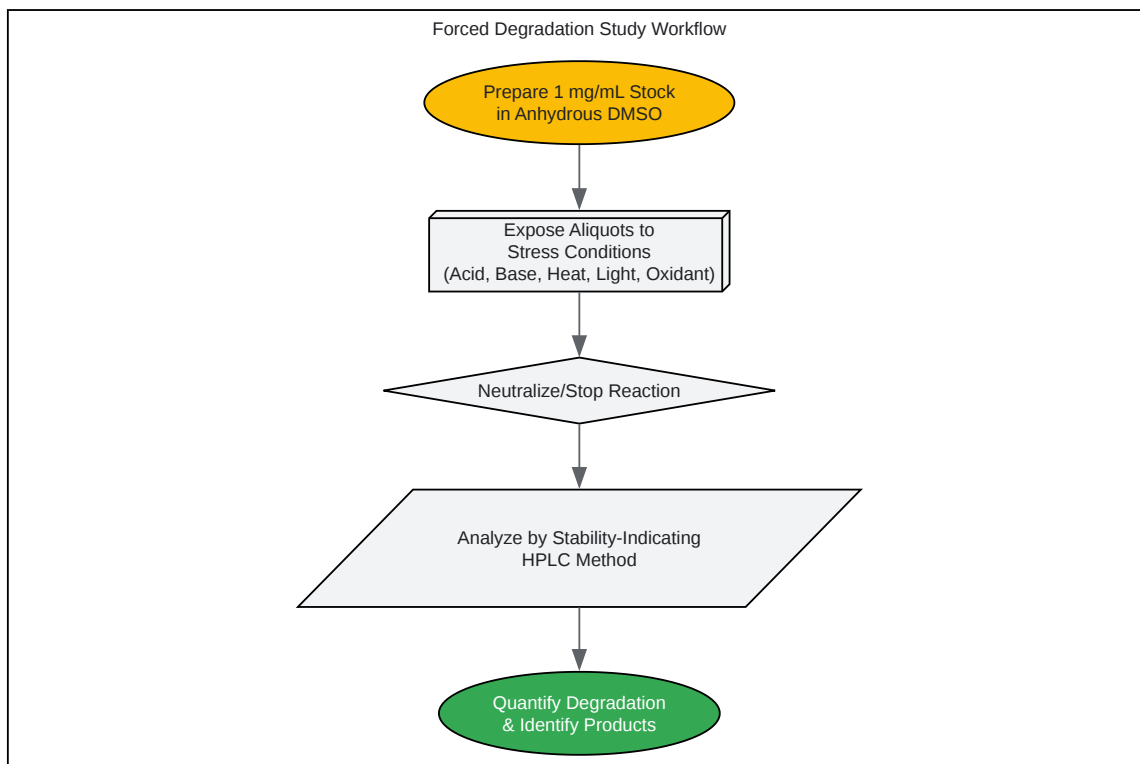 Forced Degradation Study Workflow
Prepare 1 mg/mL Stock
in Anhydrous DMSO
Expose Aliquots to
Stress Conditions
(Acid, Base, Heat, Light, Oxidant)
Neutralize/Stop Reaction
Analyze by Stability-Indicating
HPLC Method
Quantify Degradation
& Identify Products